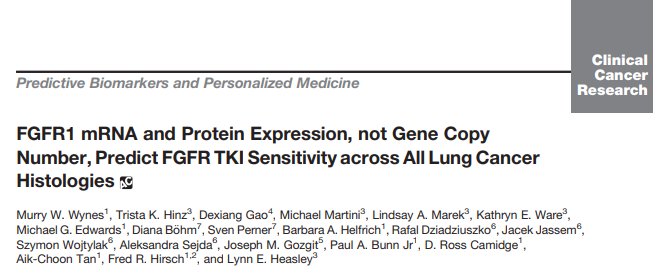 Clinical
Cancer
Research
Predictive Biomarkers and Personalized Medicine
FGFR1 mRNA and Protein Expression, not Gene Copy
Number, Predict FGFR TKI Sensitivity across All Lung Cancer
Histologies
Murry W. Wynes1, Trista K. Hinz3, Dexiang Gao4, Michael Martini3, Lindsay A. Marek3, Kathryn E. Ware3,
Michael G. Edwards1, Diana Böhm7, Sven Perner7, Barbara A. Helfrich1, Rafal Dziadziuszko6, Jacek Jassem6,
Szymon Wojtylak6, Aleksandra Sejda6, Joseph M. Gozgit5, Paul A. Bunn Jr1, D. Ross Camidge1,
Aik-Choon Tan1, Fred R. Hirsch1,2, and Lynn E. Heasley3